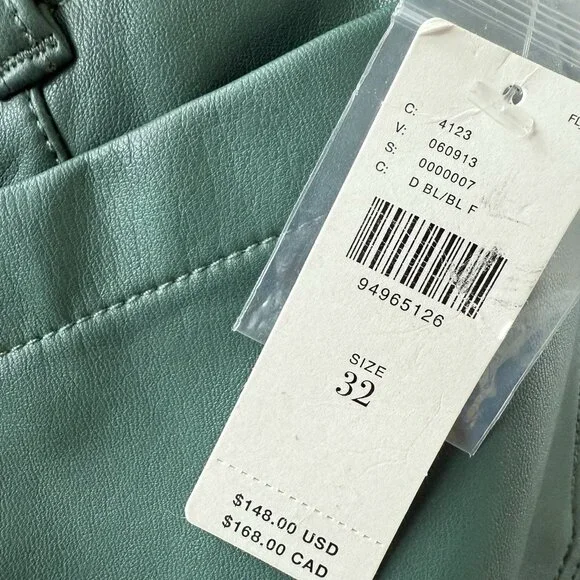 C: 4123
V: 060913
S: 0000007
C: D BL/BL F
94965126
SIZE
32
$148.00 USD
$168.00 CAD